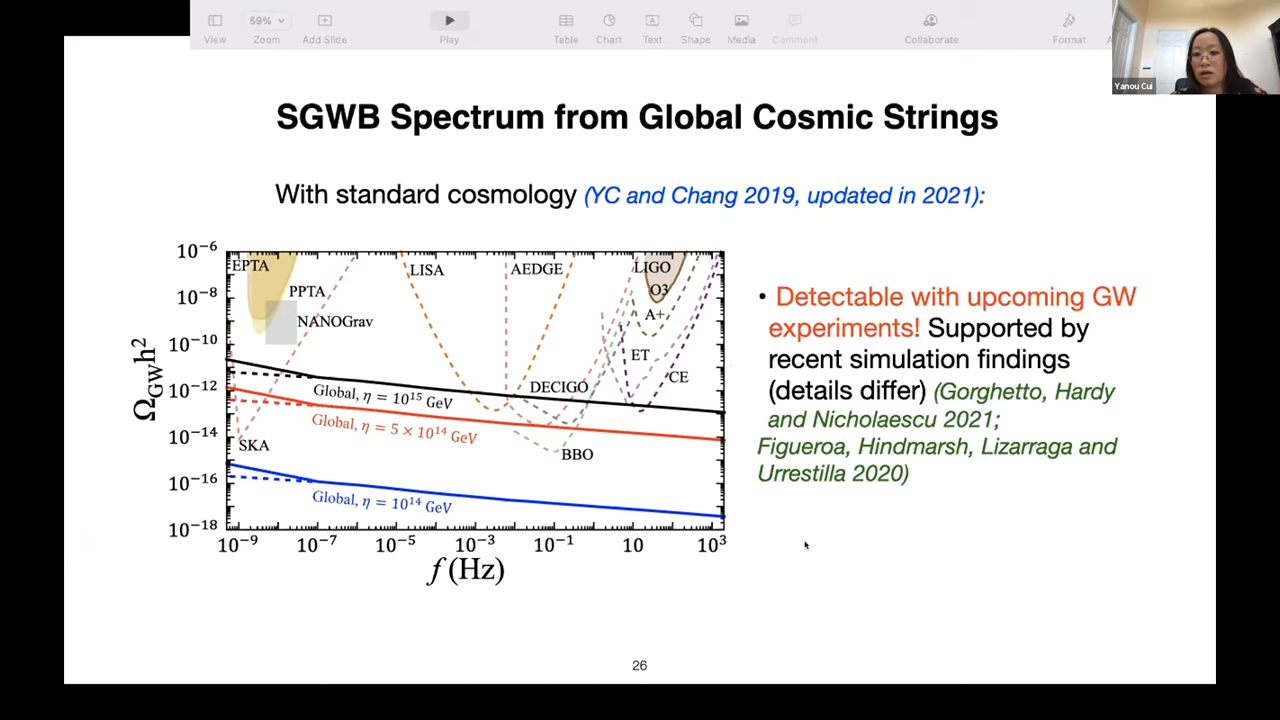 View
59%
Zoom
Add Slide
Play
Table
Chart
Text
Shape
Media
Comment
Collaborate
Format
Yanou Cui
SGWB Spectrum from Global Cosmic Strings
With standard cosmology (YC and Chang 2019, updated in 2021):
10⁻⁶
10⁻⁸
10⁻¹⁰
10⁻¹²
10⁻¹⁴
10⁻¹⁶
10⁻¹⁸
Ω_GW h²
EPTA
PPTA
NANOGrav
LISA
AEDGE
LIGO
O3
A+
ET
CE
DECIGO
BBO
SKA
Global, η = 10¹⁵ GeV
Global, η = 5 × 10¹⁴ GeV
Global, η = 10¹⁴ GeV
10⁻⁹ 10⁻⁷ 10⁻⁵ 10⁻³ 10⁻¹ 10 10³
f (Hz)
• Detectable with upcoming GW
experiments! Supported by
recent simulation findings
(details differ) (Gorghetto, Hardy
and Nicholaescu 2021;
Figueroa, Hindmarsh, Lizarraga and
Urrestilla 2020)
26